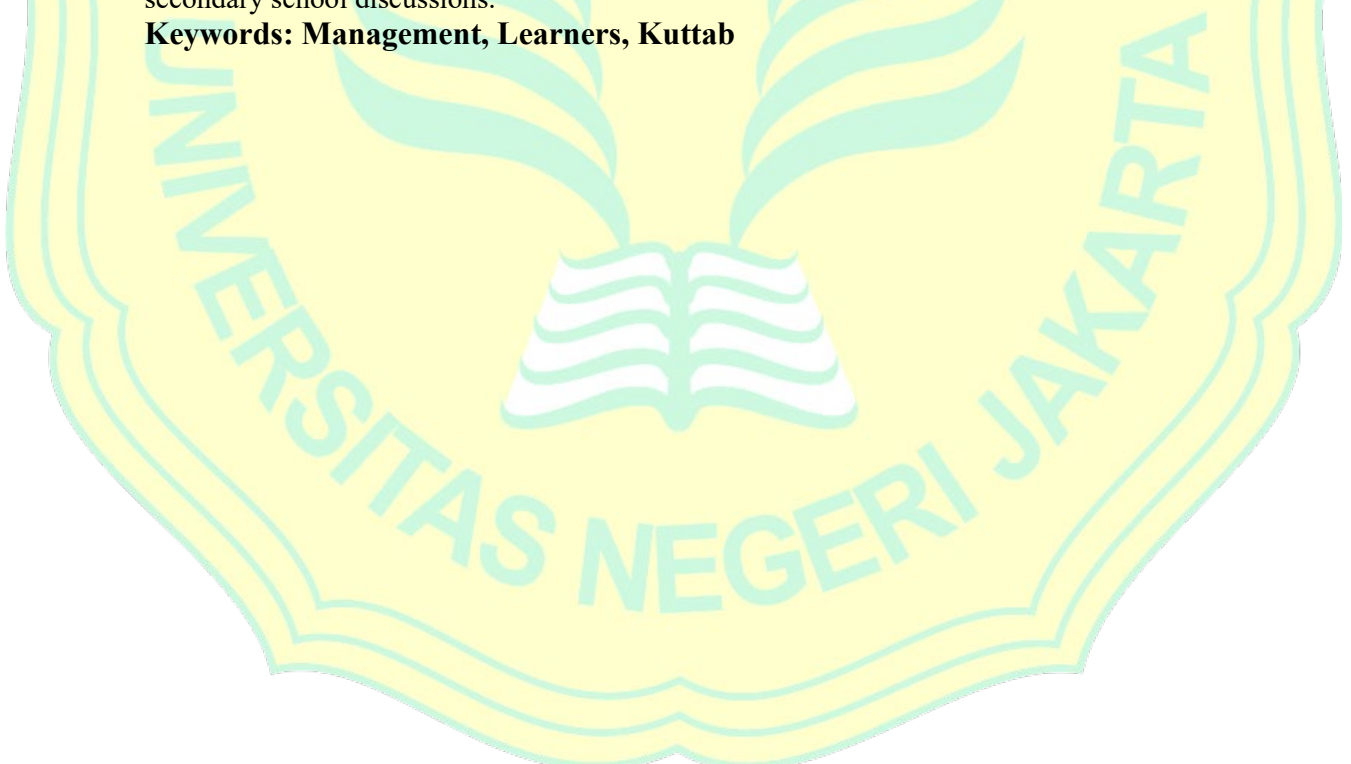 secondary school discussions.
Keywords: Management, Learners, Kuttab
UNIVERSITAS NEGERI JAKARTA